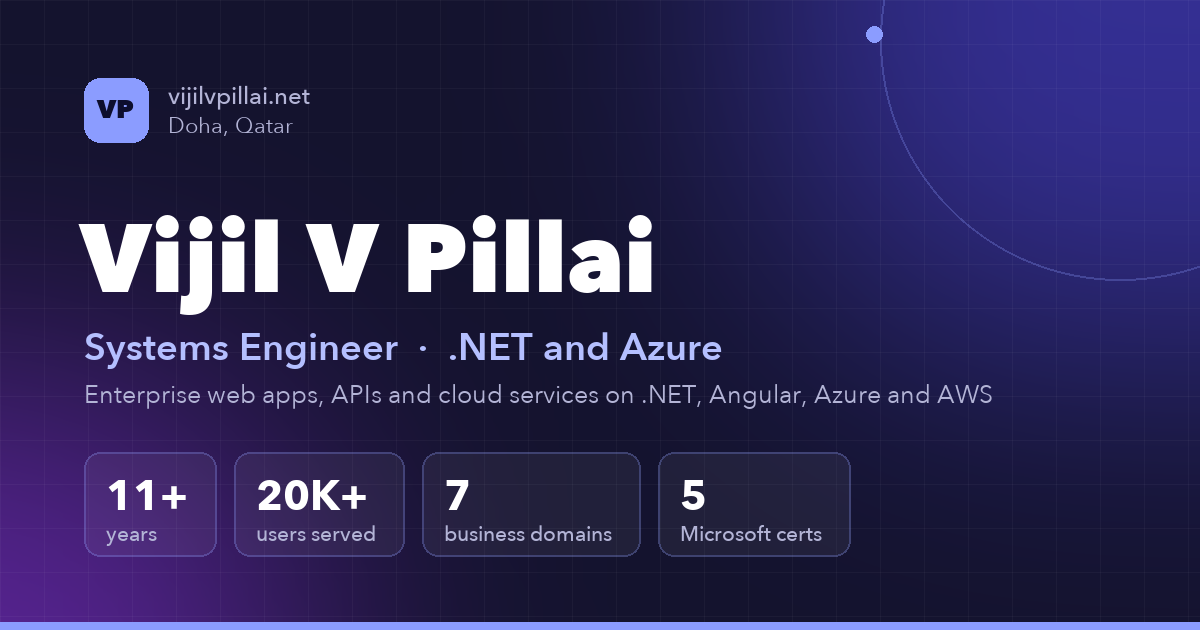 VP
vijilvpillai.net
Doha, Qatar
Vijil V Pillai
Systems Engineer · .NET and Azure
Enterprise web apps, APIs and cloud services on .NET, Angular, Azure and AWS
11+
years
20K+
users served
7
business domains
5
Microsoft certs